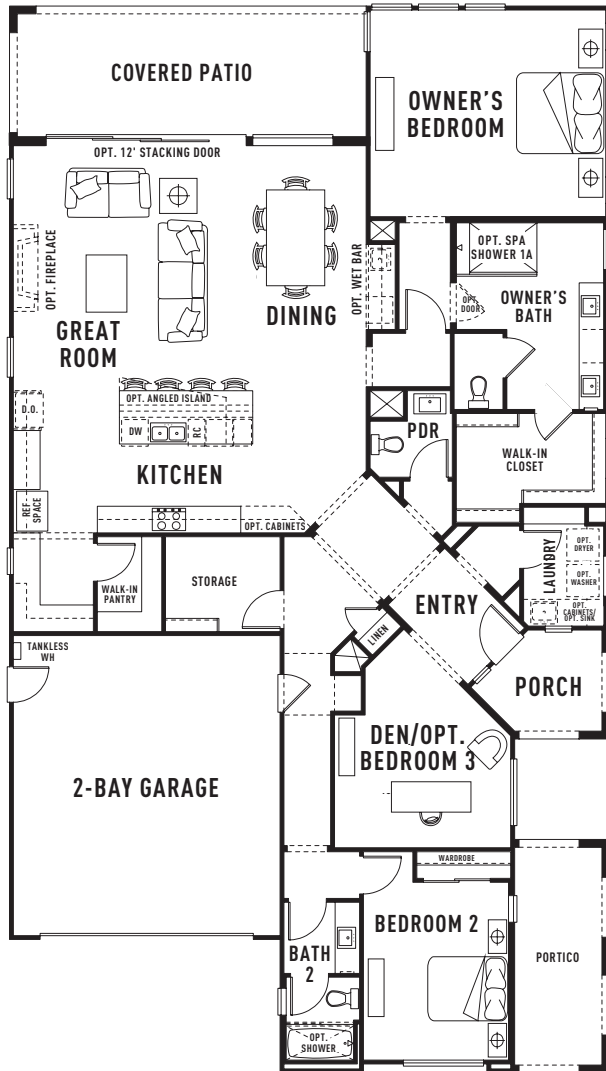 COVERED PATIO
OWNER'S
BEDROOM
OPT. 12' STACKING DOOR
OPT. FIREPLACE
GREAT
ROOM
DINING
OPT. WET BAR
OPT. SPA
SHOWER 1A
OPT.
DOOR
OWNER'S
BATH
D.O.
OPT. ANGLED ISLAND
DW
RC
KITCHEN
PDR
WALK-IN
CLOSET
REF.
SPACE
OPT. CABINETS
WALK-IN
PANTRY
STORAGE
LAUNDRY
OPT.
DRYER
OPT.
WASHER
OPT.
CABINETS/
OPT. SINK
ENTRY
LINEN
TANKLESS
WH
PORCH
DEN/OPT.
BEDROOM 3
2-BAY GARAGE
WARDROBE
BEDROOM 2
BATH
2
PORTICO
OPT.
SHOWER